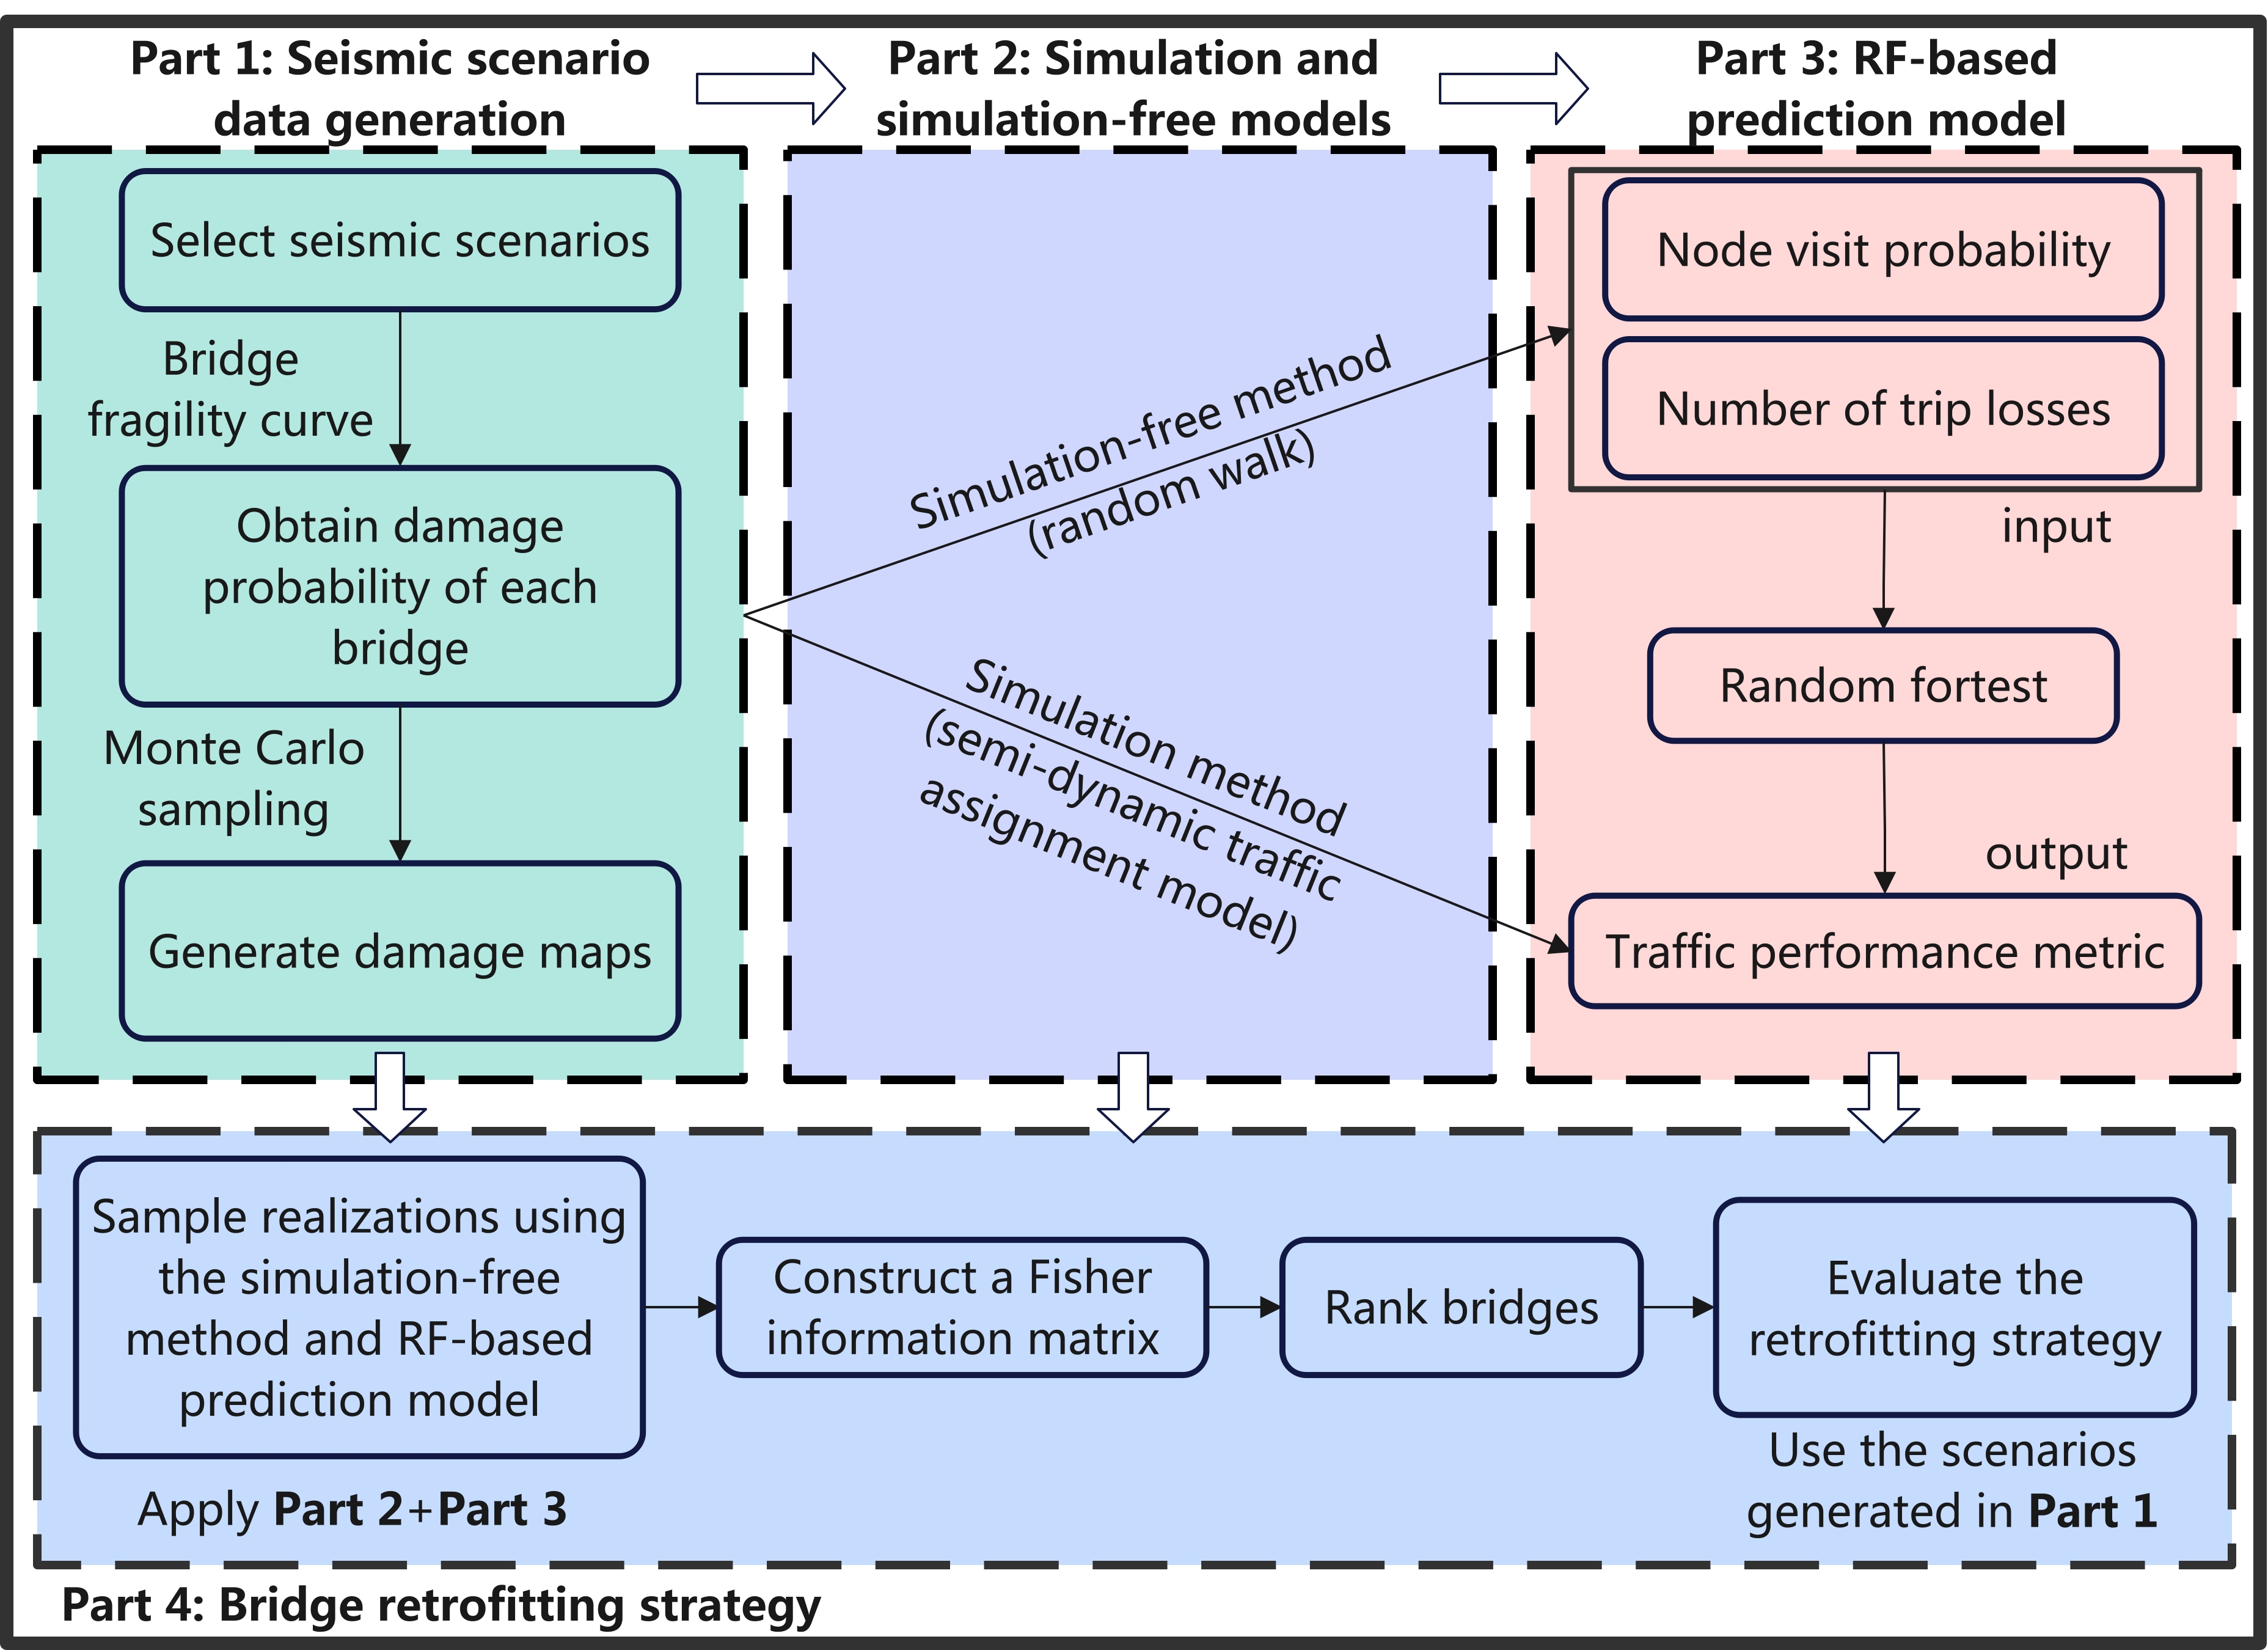 Part 1: Seismic scenario
data generation
Part 2: Simulation and
simulation-free models
Part 3: RF-based
prediction model
Select seismic scenarios
Bridge
fragility curve
Obtain damage
probability of each
bridge
Monte Carlo
sampling
Generate damage maps
Simulation-free method
(random walk)
Simulation method
(semi-dynamic traffic
assignment model)
Node visit probability
Number of trip losses
input
Random fortest
output
Traffic performance metric
Sample realizations using
the simulation-free
method and RF-based
prediction model
Apply Part 2+Part 3
Construct a Fisher
information matrix
Rank bridges
Evaluate the
retrofitting strategy
Use the scenarios
generated in Part 1
Part 4: Bridge retrofitting strategy